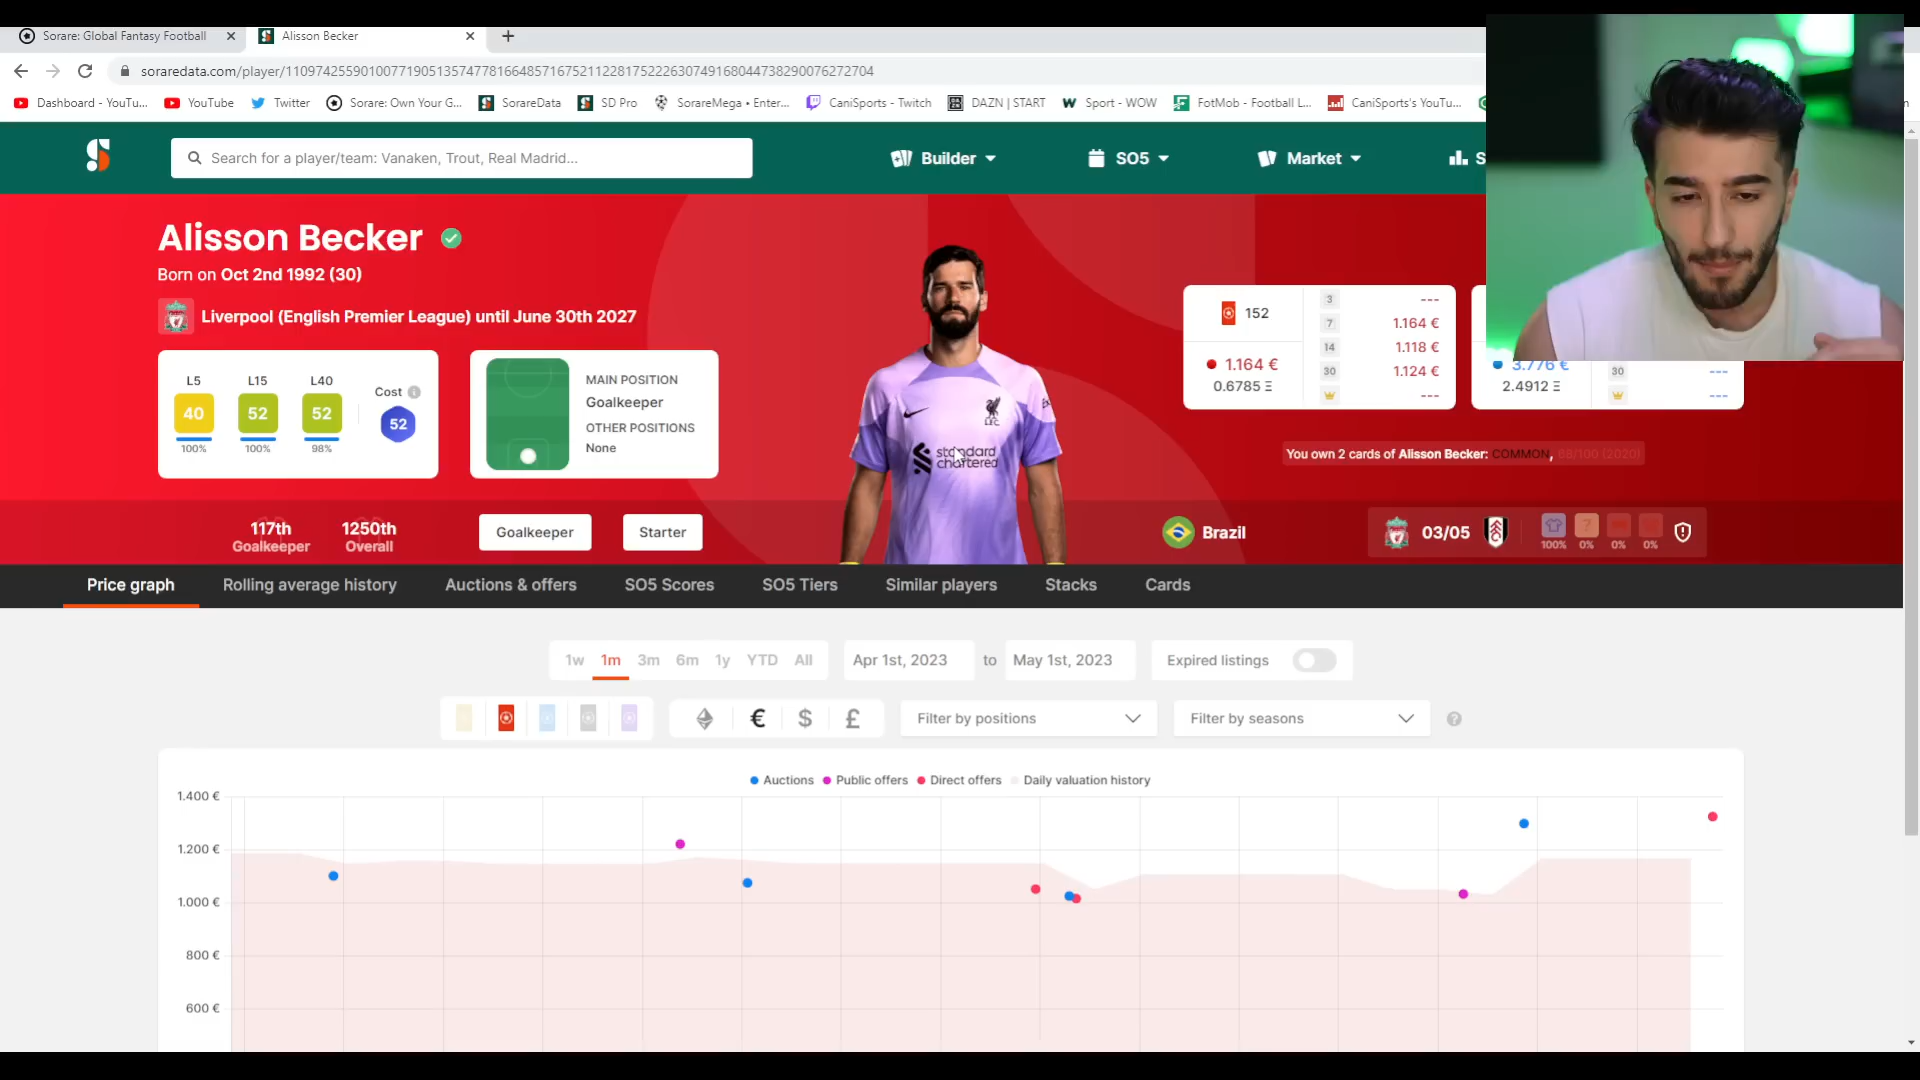 Sorare: Global Fantasy Football
Alisson Becker
soraredata.com/player/110974255901007719051357477816648571675211228175222630749168044738290076272704
Dashboard - YouTu...
YouTube
Twitter
Sorare: Own Your G...
SorareData
SD Pro
SorareMega • Enter...
CaniSports - Twitch
DAZN | START
Sport - WOW
FotMob - Football L...
CaniSports's YouTu...
Search for a player/team: Vanaken, Trout, Real Madrid...
Builder
SO5
Market
S
Alisson Becker
Born on Oct 2nd 1992 (30)
Liverpool (English Premier League) until June 30th 2027
L5
L15
L40
Cost
40
52
52
52
100%
100%
98%
MAIN POSITION
Goalkeeper
OTHER POSITIONS
None
standard
chartered
L.F.C.
152
1.164 €
0.6785 Ξ
3 ---
7 1.164 €
14 1.118 €
30 1.124 €
---
3.776 €
2.4912 Ξ
30 ---
---
You own 2 cards of Alisson Becker: COMMON, 68/100 (2020)
117th
Goalkeeper
1250th
Overall
Goalkeeper
Starter
Brazil
03/05
100%
0%
0%
0%
Price graph
Rolling average history
Auctions & offers
SO5 Scores
SO5 Tiers
Similar players
Stacks
Cards
1w
1m
3m
6m
1y
YTD
All
Apr 1st, 2023
to
May 1st, 2023
Expired listings
€
$
£
Filter by positions
Filter by seasons
Auctions
Public offers
Direct offers
Daily valuation history
1.400 €
1.200 €
1.000 €
800 €
600 €